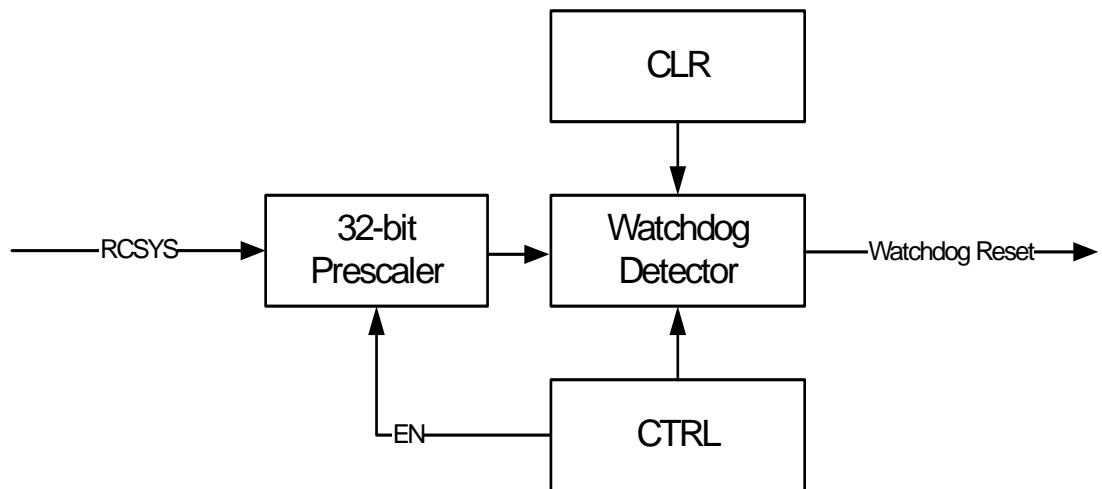 CLR
RCSYS
32-bit
Prescaler
Watchdog
Detector
Watchdog Reset
EN
CTRL